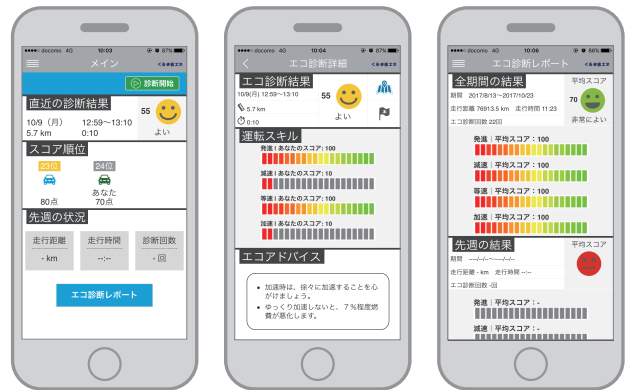 docomo 4G 10:03 87%
メイン
くるゆ省エネ
診断開始
直近の診断結果
10/9（月） 12:59〜13:10
5.7 km 0:10
55
よい
スコア順位
23位 24位
あなた
80点 70点
先週の状況
走行距離 走行時間 診断回数
- km --:-- - 回
エコ診断レポート
docomo 4G 10:04 87%
エコ診断詳細
エコ診断結果
10/9(月) 12:59〜13:10
5.7 km
0:10
55
よい
運転スキル
発進 I あなたのスコア: 100
減速 I あなたのスコア: 10
等速 I あなたのスコア: 100
加速 I あなたのスコア: 10
エコアドバイス
• 加速時は、徐々に加速することを心
がけましょう。
• ゆっくり加速しないと、７％程度燃
費が悪化します。
docomo 4G 10:06 86%
エコ診断レポート
全期間の結果
平均スコア
期間 2017/8/13〜2017/10/23
走行距離 76913.5 km 走行時間 11:23
エコ診断回数 22回
70
非常によい
発進｜平均スコア：100
減速｜平均スコア：100
等速｜平均スコア：100
加速｜平均スコア：100
先週の結果
平均スコア
期間 ----/--/--〜----/--/--
走行距離 - km 走行時間 --:--
エコ診断回数 -回
発進｜平均スコア：-
減速｜平均スコア：-